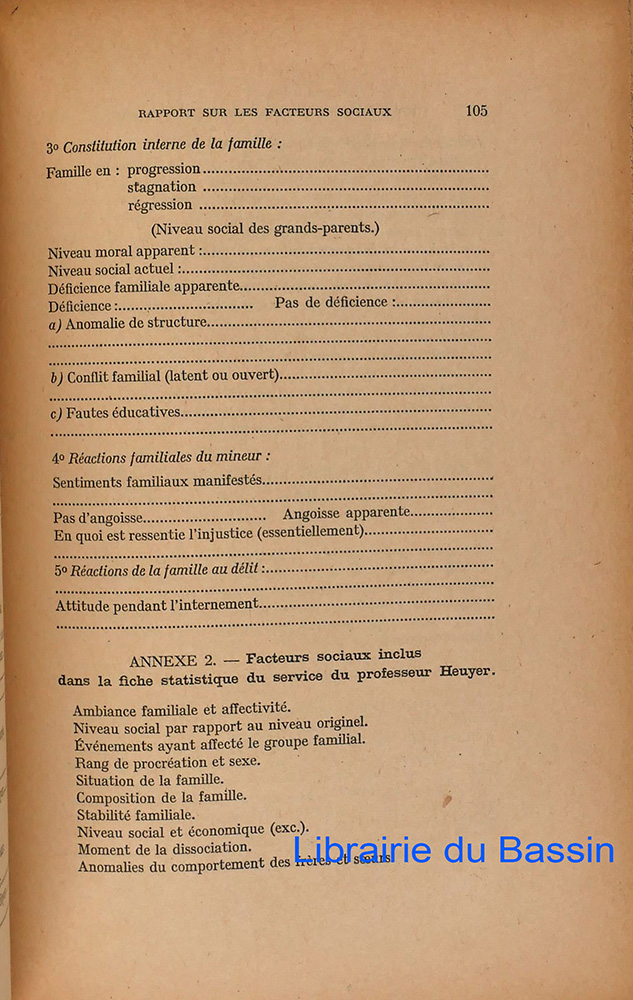 RAPPORT SUR LES FACTEURS SOCIAUX 105
3º Constitution interne de la famille :
Famille en : progression................................................
stagnation ................................................
régression ................................................
(Niveau social des grands-parents.)
Niveau moral apparent :................................................
Niveau social actuel :................................................
Déficience familiale apparente................................................
Déficience :........................... Pas de déficience :....................
a) Anomalie de structure................................................
................................................................................
................................................................................
b) Conflit familial (latent ou ouvert)................................................
................................................................................
c) Fautes éducatives................................................
................................................................................
4º Réactions familiales du mineur :
Sentiments familiaux manifestés................................................
................................................................................
Pas d'angoisse........................... Angoisse apparente.................
En quoi est ressentie l'injustice (essentiellement)...........................
................................................................................
5º Réactions de la famille au délit :................................................
................................................................................
Attitude pendant l'internement................................................
................................................................................
ANNEXE 2. — Facteurs sociaux inclus
dans la fiche statistique du service du professeur Heuyer.
Ambiance familiale et affectivité.
Niveau social par rapport au niveau originel.
Événements ayant affecté le groupe familial.
Rang de procréation et sexe.
Situation de la famille.
Composition de la famille.
Stabilité familiale.
Niveau social et économique (exc.).
Moment de la dissociation.
Anomalies du comportement des frères et sœurs
Librairie du Bassin